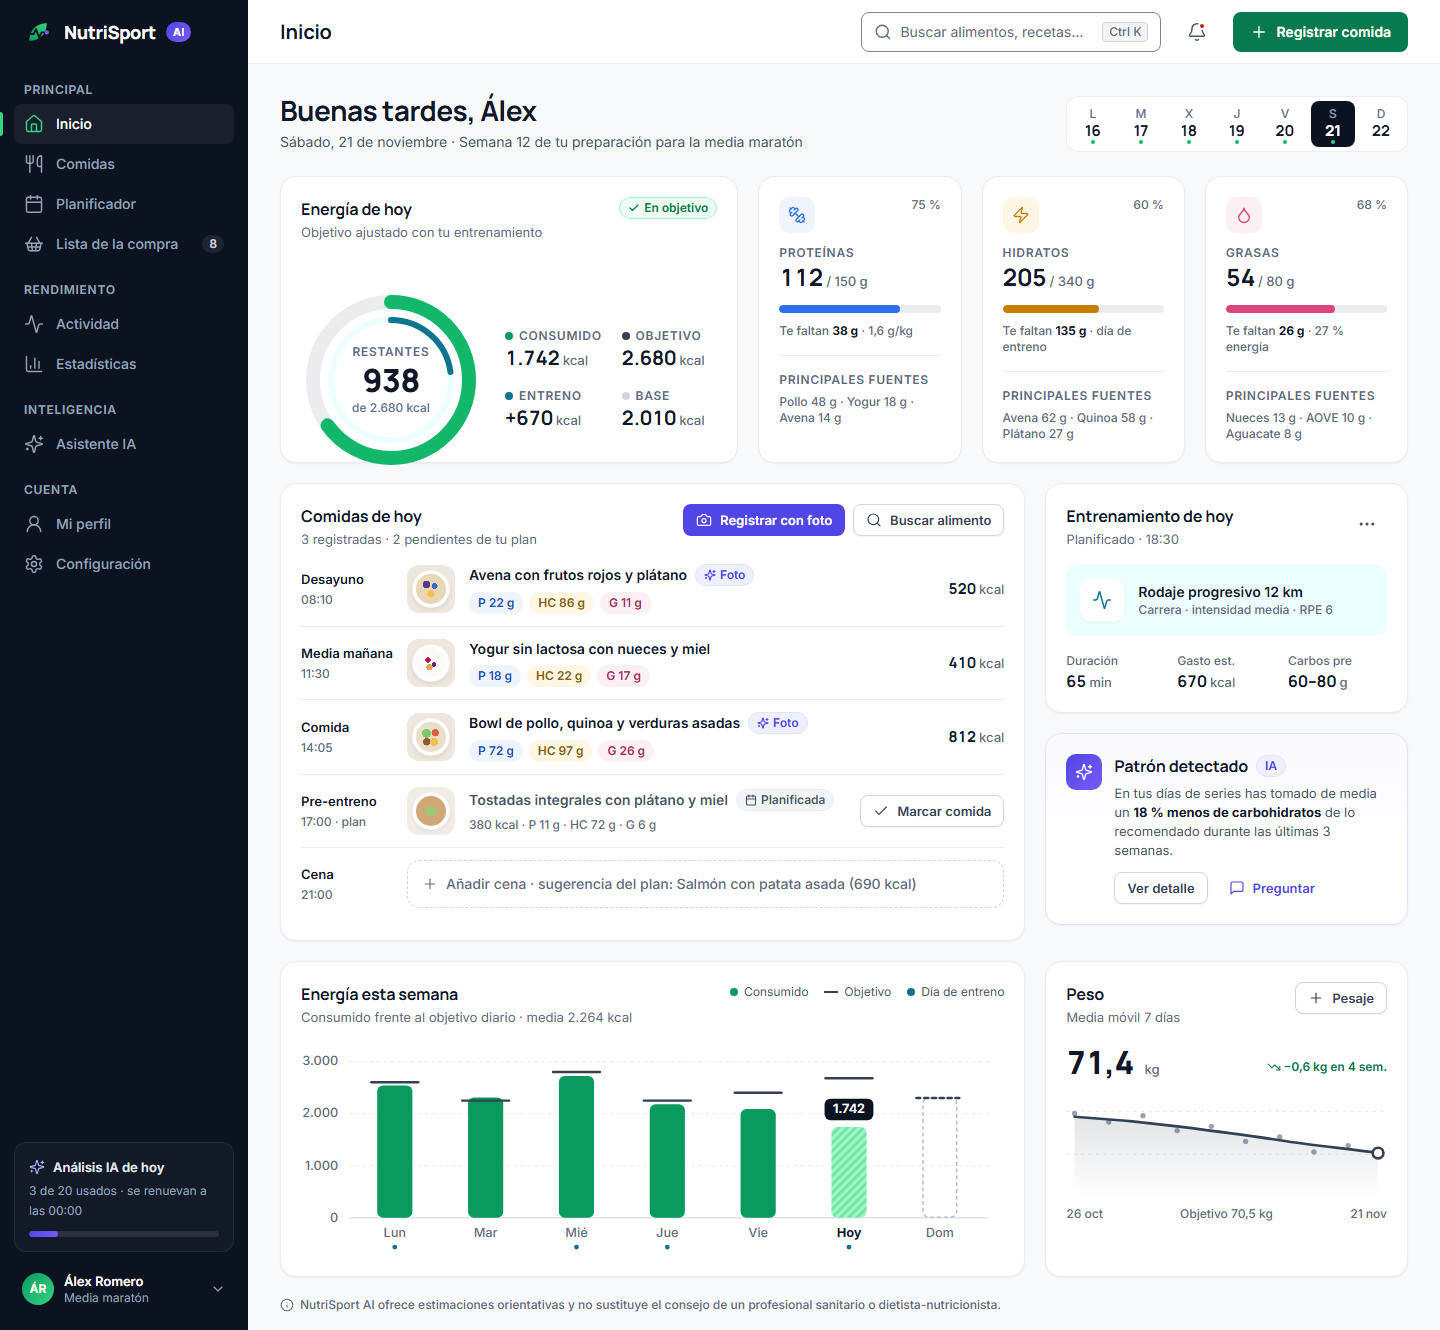 NutriSport AI
PRINCIPAL
Inicio
Comidas
Planificador
Lista de la compra 8
RENDIMIENTO
Actividad
Estadísticas
INTELIGENCIA
Asistente IA
CUENTA
Mi perfil
Configuración
Análisis IA de hoy
3 de 20 usados · se renuevan a
las 00:00
ÁR
Álex Romero
Media maratón
Inicio
Buscar alimentos, recetas... Ctrl K
Registrar comida
Buenas tardes, Álex
Sábado, 21 de noviembre · Semana 12 de tu preparación para la media maratón
L M X J V S D
16 17 18 19 20 21 22
Energía de hoy
En objetivo
Objetivo ajustado con tu entrenamiento
RESTANTES
938
de 2.680 kcal
CONSUMIDO
1.742 kcal
OBJETIVO
2.680 kcal
ENTRENO
+670 kcal
BASE
2.010 kcal
75 %
PROTEÍNAS
112 / 150 g
Te faltan 38 g · 1,6 g/kg
PRINCIPALES FUENTES
Pollo 48 g · Yogur 18 g ·
Avena 14 g
60 %
HIDRATOS
205 / 340 g
Te faltan 135 g · día de
entreno
PRINCIPALES FUENTES
Avena 62 g · Quinoa 58 g ·
Plátano 27 g
68 %
GRASAS
54 / 80 g
Te faltan 26 g · 27 %
energía
PRINCIPALES FUENTES
Nueces 13 g · AOVE 10 g ·
Aguacate 8 g
Comidas de hoy
3 registradas · 2 pendientes de tu plan
Registrar con foto
Buscar alimento
Desayuno
08:10
Avena con frutos rojos y plátano Foto
P 22 g HC 86 g G 11 g
520 kcal
Media mañana
11:30
Yogur sin lactosa con nueces y miel
P 18 g HC 22 g G 17 g
410 kcal
Comida
14:05
Bowl de pollo, quinoa y verduras asadas Foto
P 72 g HC 97 g G 26 g
812 kcal
Pre-entreno
17:00 · plan
Tostadas integrales con plátano y miel Planificada
380 kcal · P 11 g · HC 72 g · G 6 g
Marcar comida
Cena
21:00
Añadir cena · sugerencia del plan: Salmón con patata asada (690 kcal)
Entrenamiento de hoy
Planificado · 18:30
Rodaje progresivo 12 km
Carrera · intensidad media · RPE 6
Duración
65 min
Gasto est.
670 kcal
Carbos pre
60–80 g
Patrón detectado IA
En tus días de series has tomado de media
un 18 % menos de carbohidratos de lo
recomendado durante las últimas 3
semanas.
Ver detalle
Preguntar
Energía esta semana
Consumido frente al objetivo diario · media 2.264 kcal
Consumido Objetivo Día de entreno
3.000
2.000
1.000
0
1.742
Lun Mar Mié Jue Vie Hoy Dom
Peso
Media móvil 7 días
Pesaje
71,4 kg
−0,6 kg en 4 sem.
26 oct Objetivo 70,5 kg 21 nov
NutriSport AI ofrece estimaciones orientativas y no sustituye el consejo de un profesional sanitario o dietista-nutricionista.